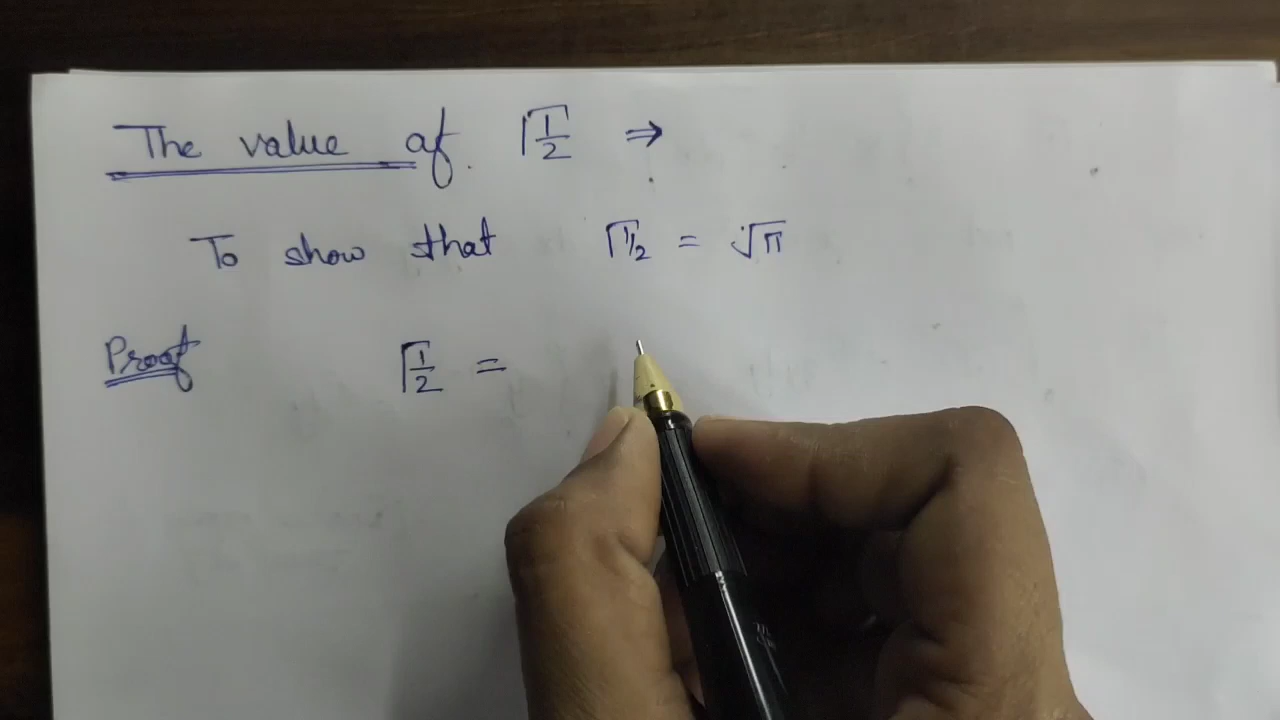 The value of Γ1/2 ⇒
To show that Γ1/2 = √π
Proof Γ1/2 =